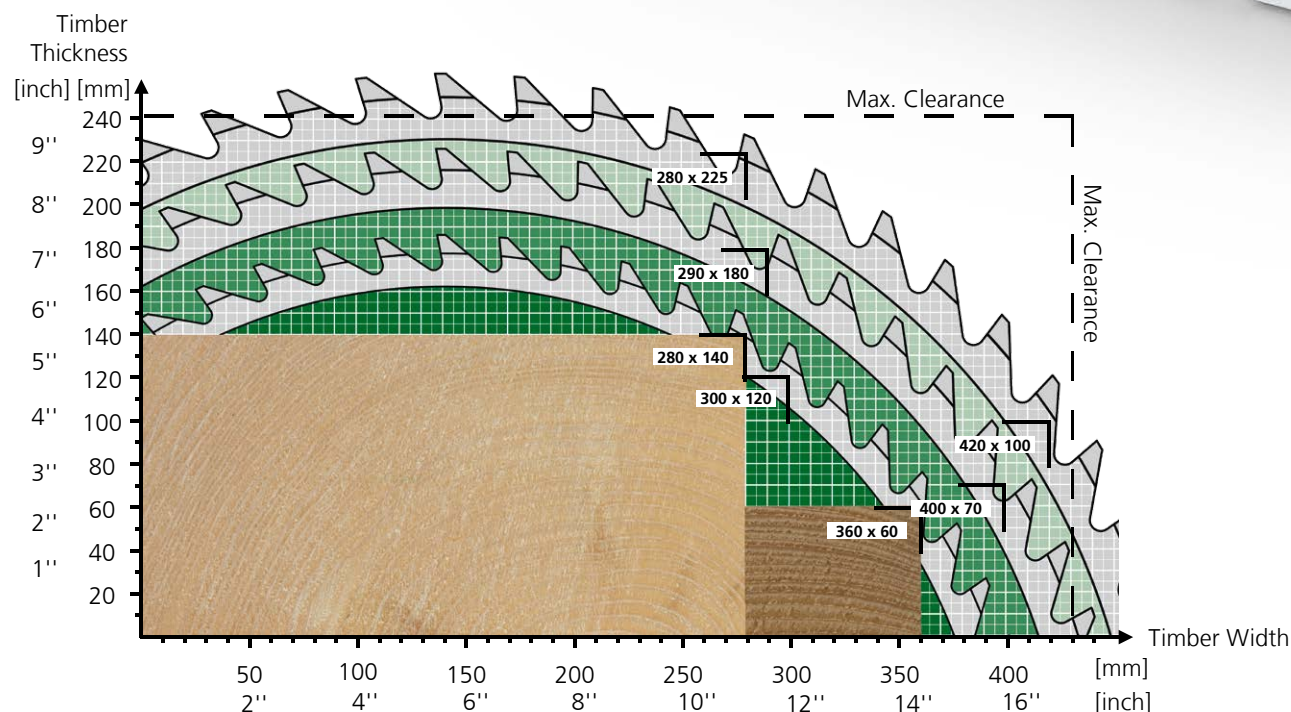 Timber
Thickness
[inch] [mm]
Max. Clearance
240
9''
220
280 x 225
8''
200
Max. Clearance
180
7''
290 x 180
160
6''
140
5''
280 x 140
120
300 x 120
4''
100
420 x 100
3''
80
60
400 x 70
2''
360 x 60
40
1''
20
Timber Width
50 100 150 200 250 300 350 400 [mm]
2'' 4'' 6'' 8'' 10'' 12'' 14'' 16'' [inch]